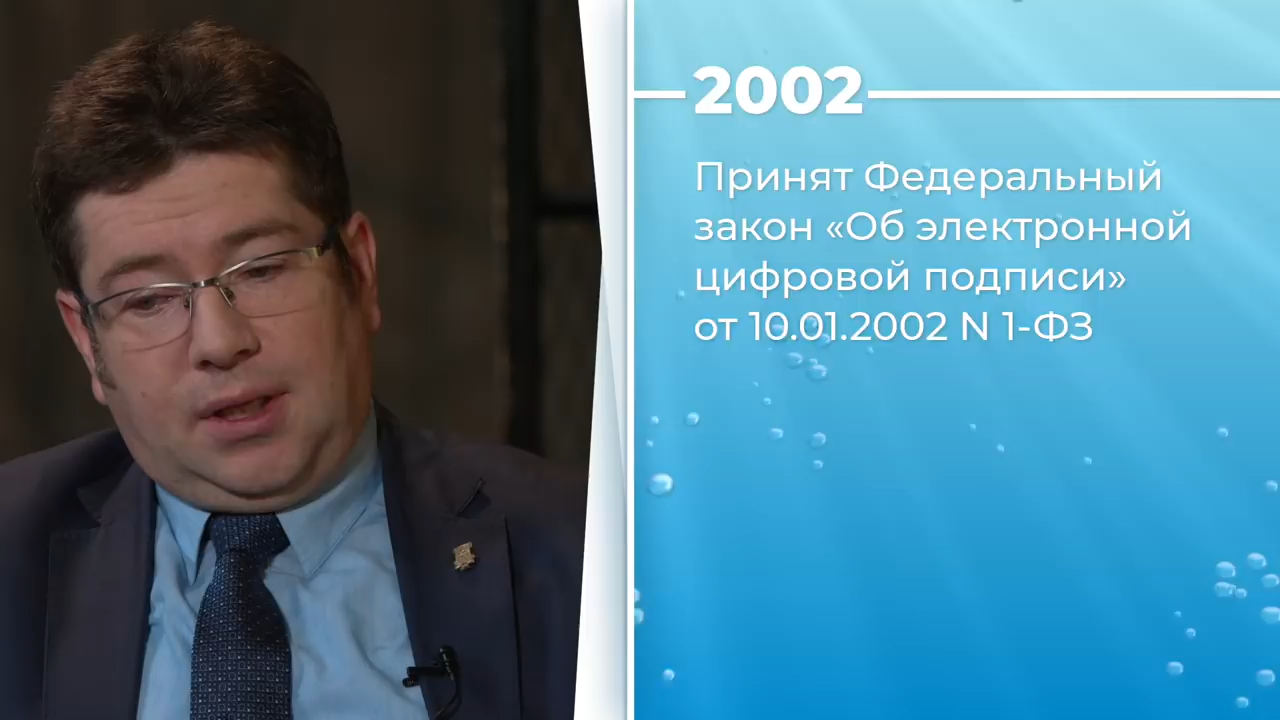 2002
Принят Федеральный
закон «Об электронной
цифровой подписи»
от 10.01.2002 N 1-ФЗ